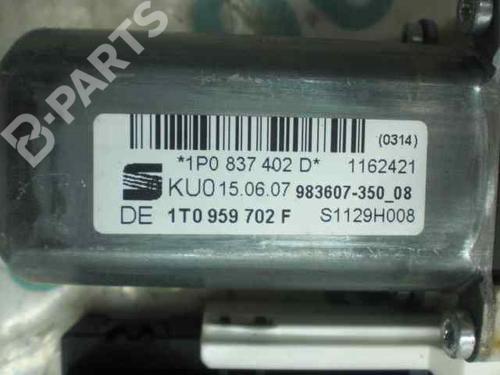 B-PARTS
(0314)
*1P0 837 402 D* 1162421
KU0 15.06.07 983607-350_08
DE 1T0 959 702 F S1129H008